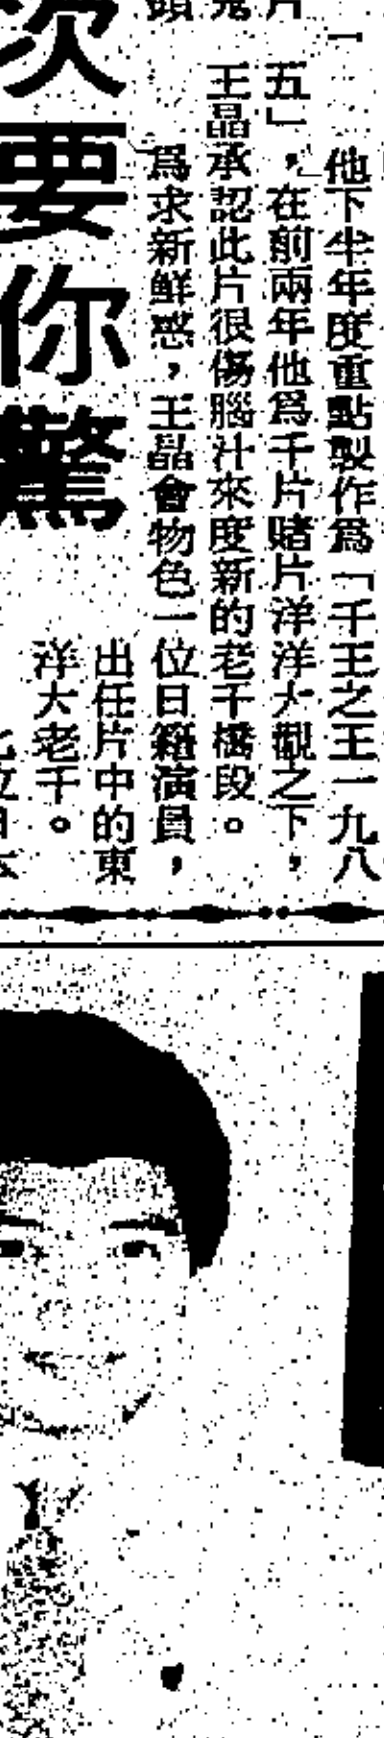 他下半年度重點製作爲「千王之王一九八
五」，在前兩年他爲千片賭片洋洋大觀之下，
王晶承認此片很傷腦汁來度新的老千橋段。
爲求新鮮惑，王晶會物色一位日籍演員，
出任片中的東
洋大老千。
次要你驚